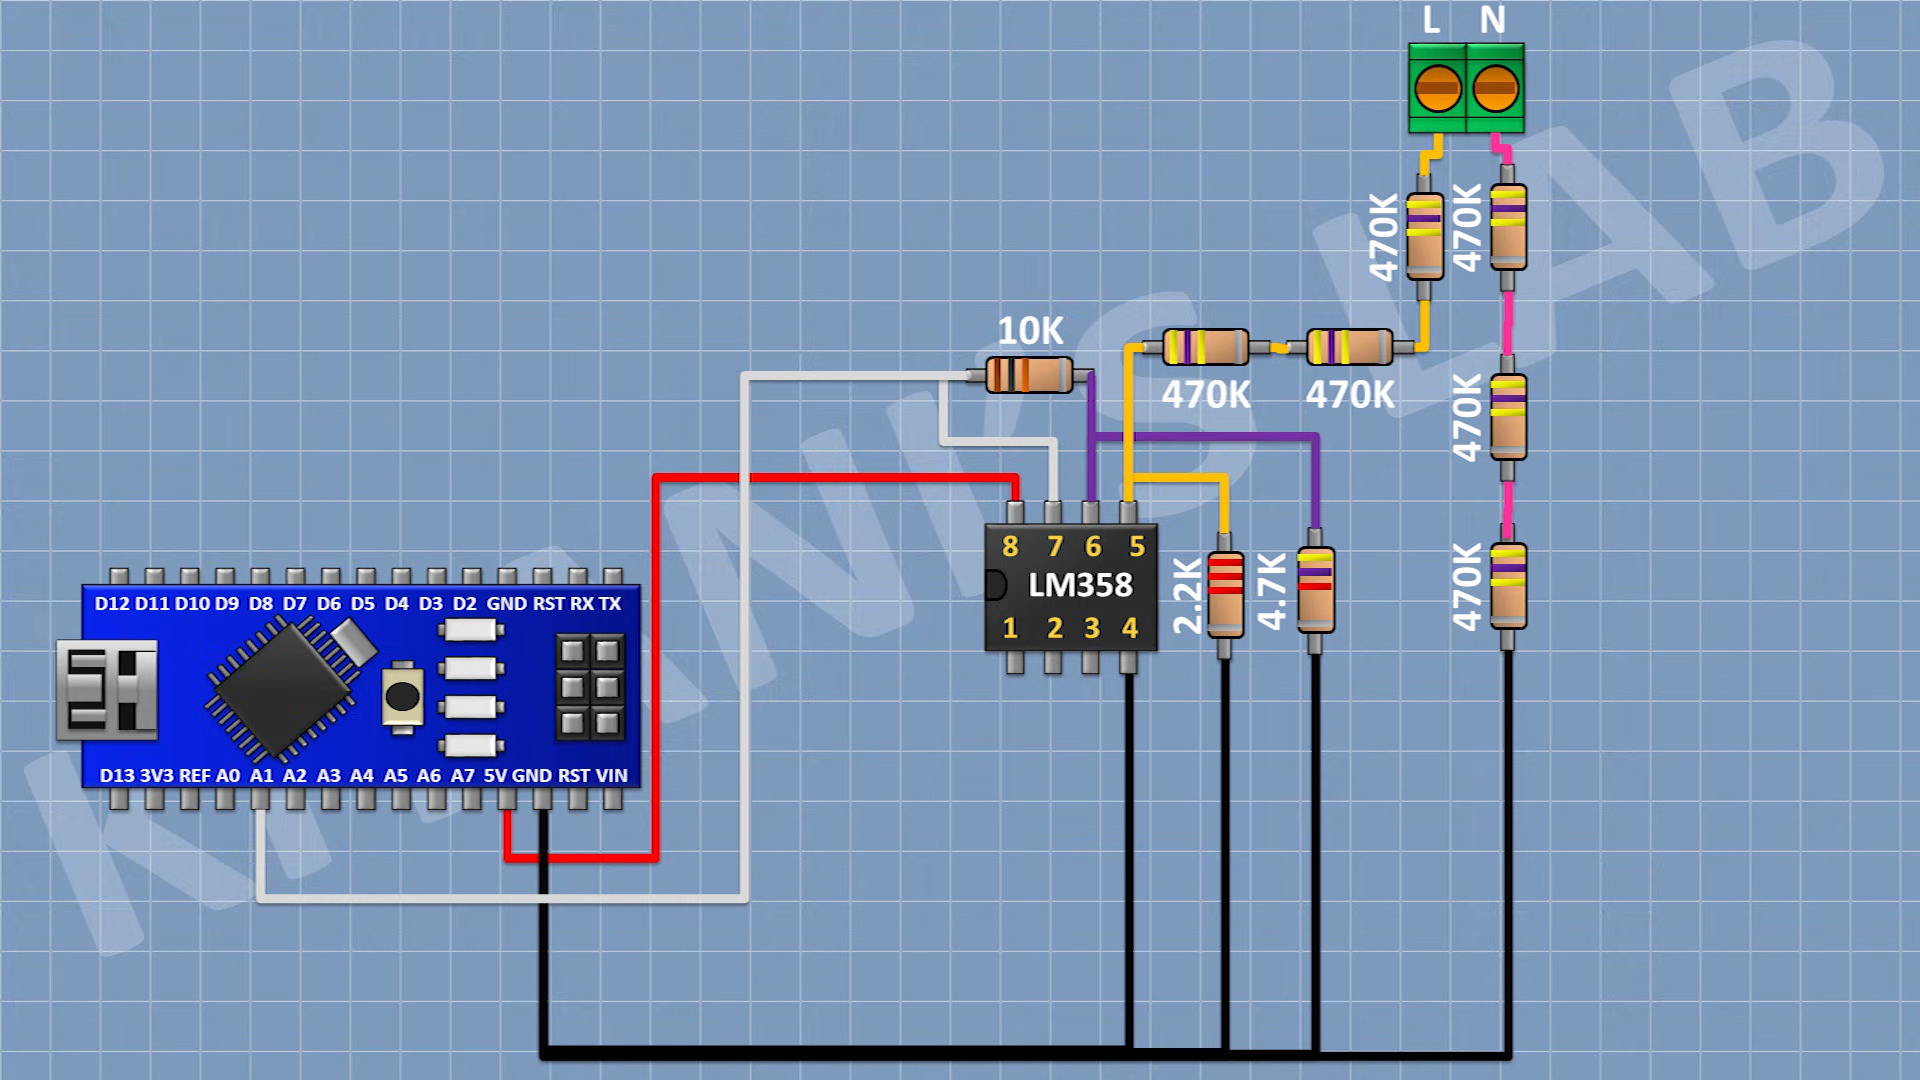 L N
470K
470K
10K
470K
470K
470K
8 7 6 5
LM358
1 2 3 4
2.2K
4.7K
470K
D12 D11 D10 D9 D8 D7 D6 D5 D4 D3 D2 GND RST RX TX
D13 3V3 REF A0 A1 A2 A3 A4 A5 A6 A7 5V GND RST VIN